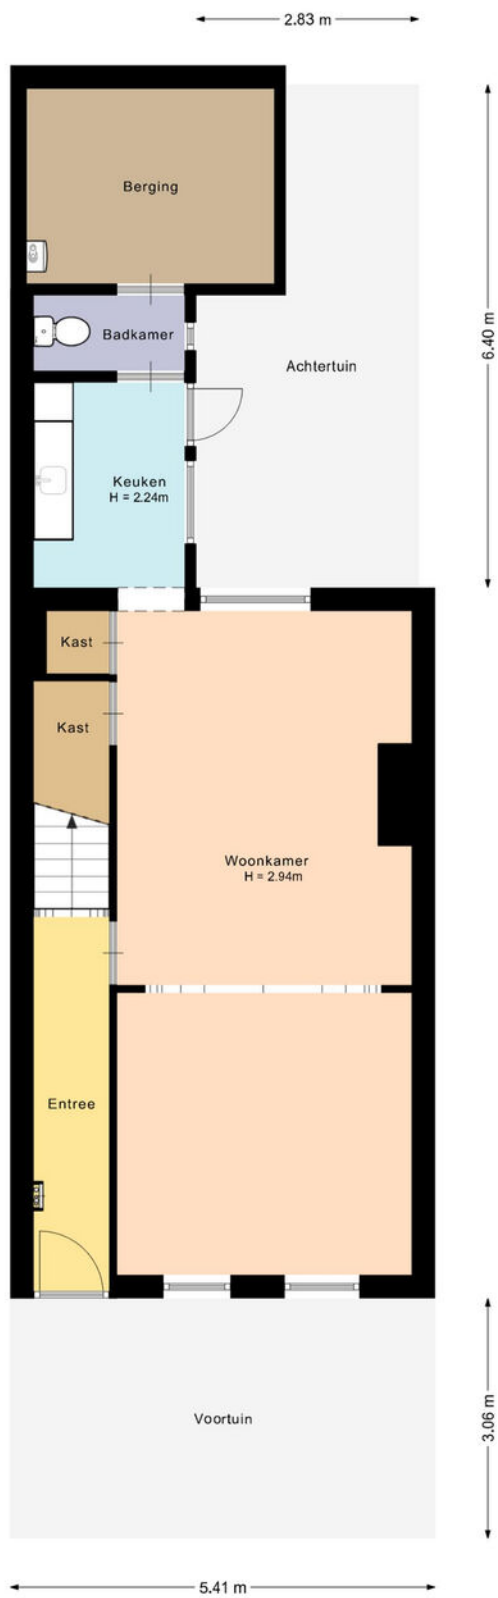 2.83 m
Berging
Badkamer
6.40 m
Achtertuin
Keuken
H = 2.24m
Kast
Kast
Woonkamer
H = 2.94m
Entree
Voortuin
3.06 m
5.41 m